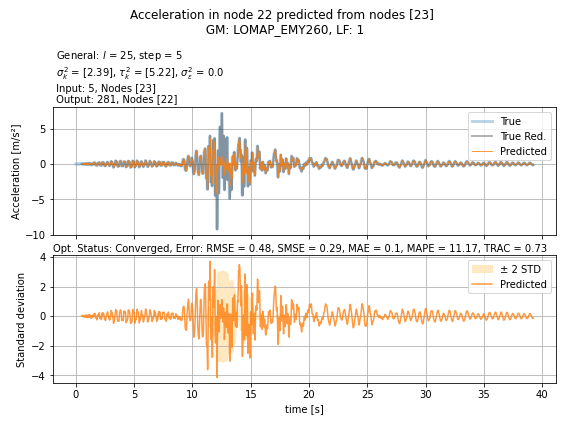 Acceleration in node 22 predicted from nodes [23]
GM: LOMAP_EMY260, LF: 1
General: l = 25, step = 5
σ²ₖ = [2.39], τ²ₖ = [5.22], σ²ε = 0.0
Input: 5, Nodes [23]
Output: 281, Nodes [22]
Acceleration [m/s²]
5
0
−5
−10
True
True Red.
Predicted
Opt. Status: Converged, Error: RMSE = 0.48, SMSE = 0.29, MAE = 0.1, MAPE = 11.17, TRAC = 0.73
Standard deviation
4
2
0
−2
−4
± 2 STD
Predicted
0 5 10 15 20 25 30 35 40
time [s]